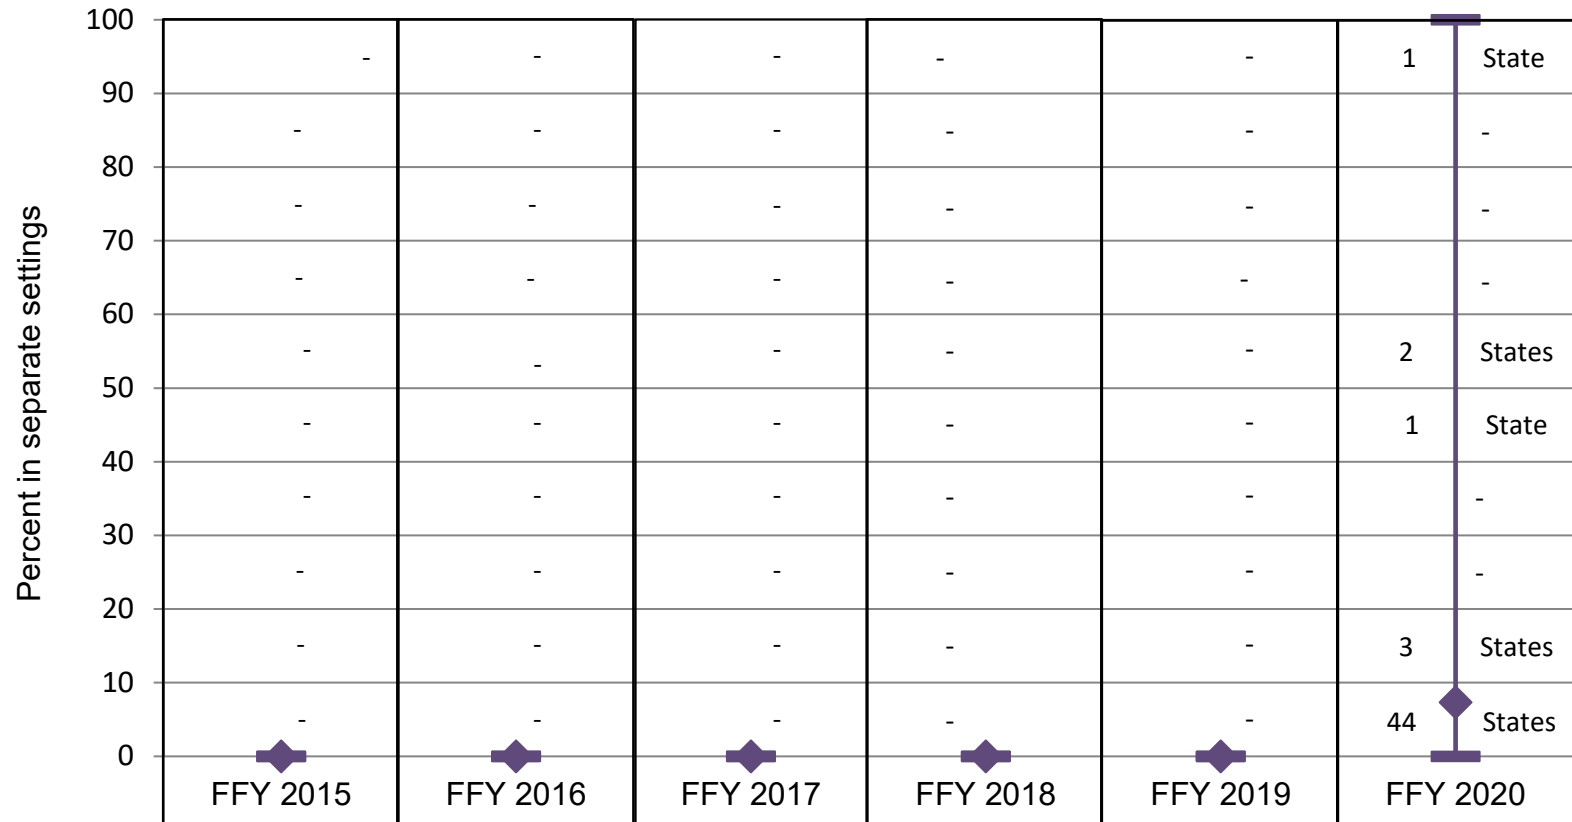 Percent in separate settings
100
- - - - - 1 State
90
- - - - - -
80
- - - - - -
70
- - - - - -
60
- - - - - 2 States
50
- - - - - 1 State
40
- - - - - -
30
- - - - - -
20
- - - - - 3 States
10
- - - - - 44 States
0
FFY 2015 FFY 2016 FFY 2017 FFY 2018 FFY 2019 FFY 2020